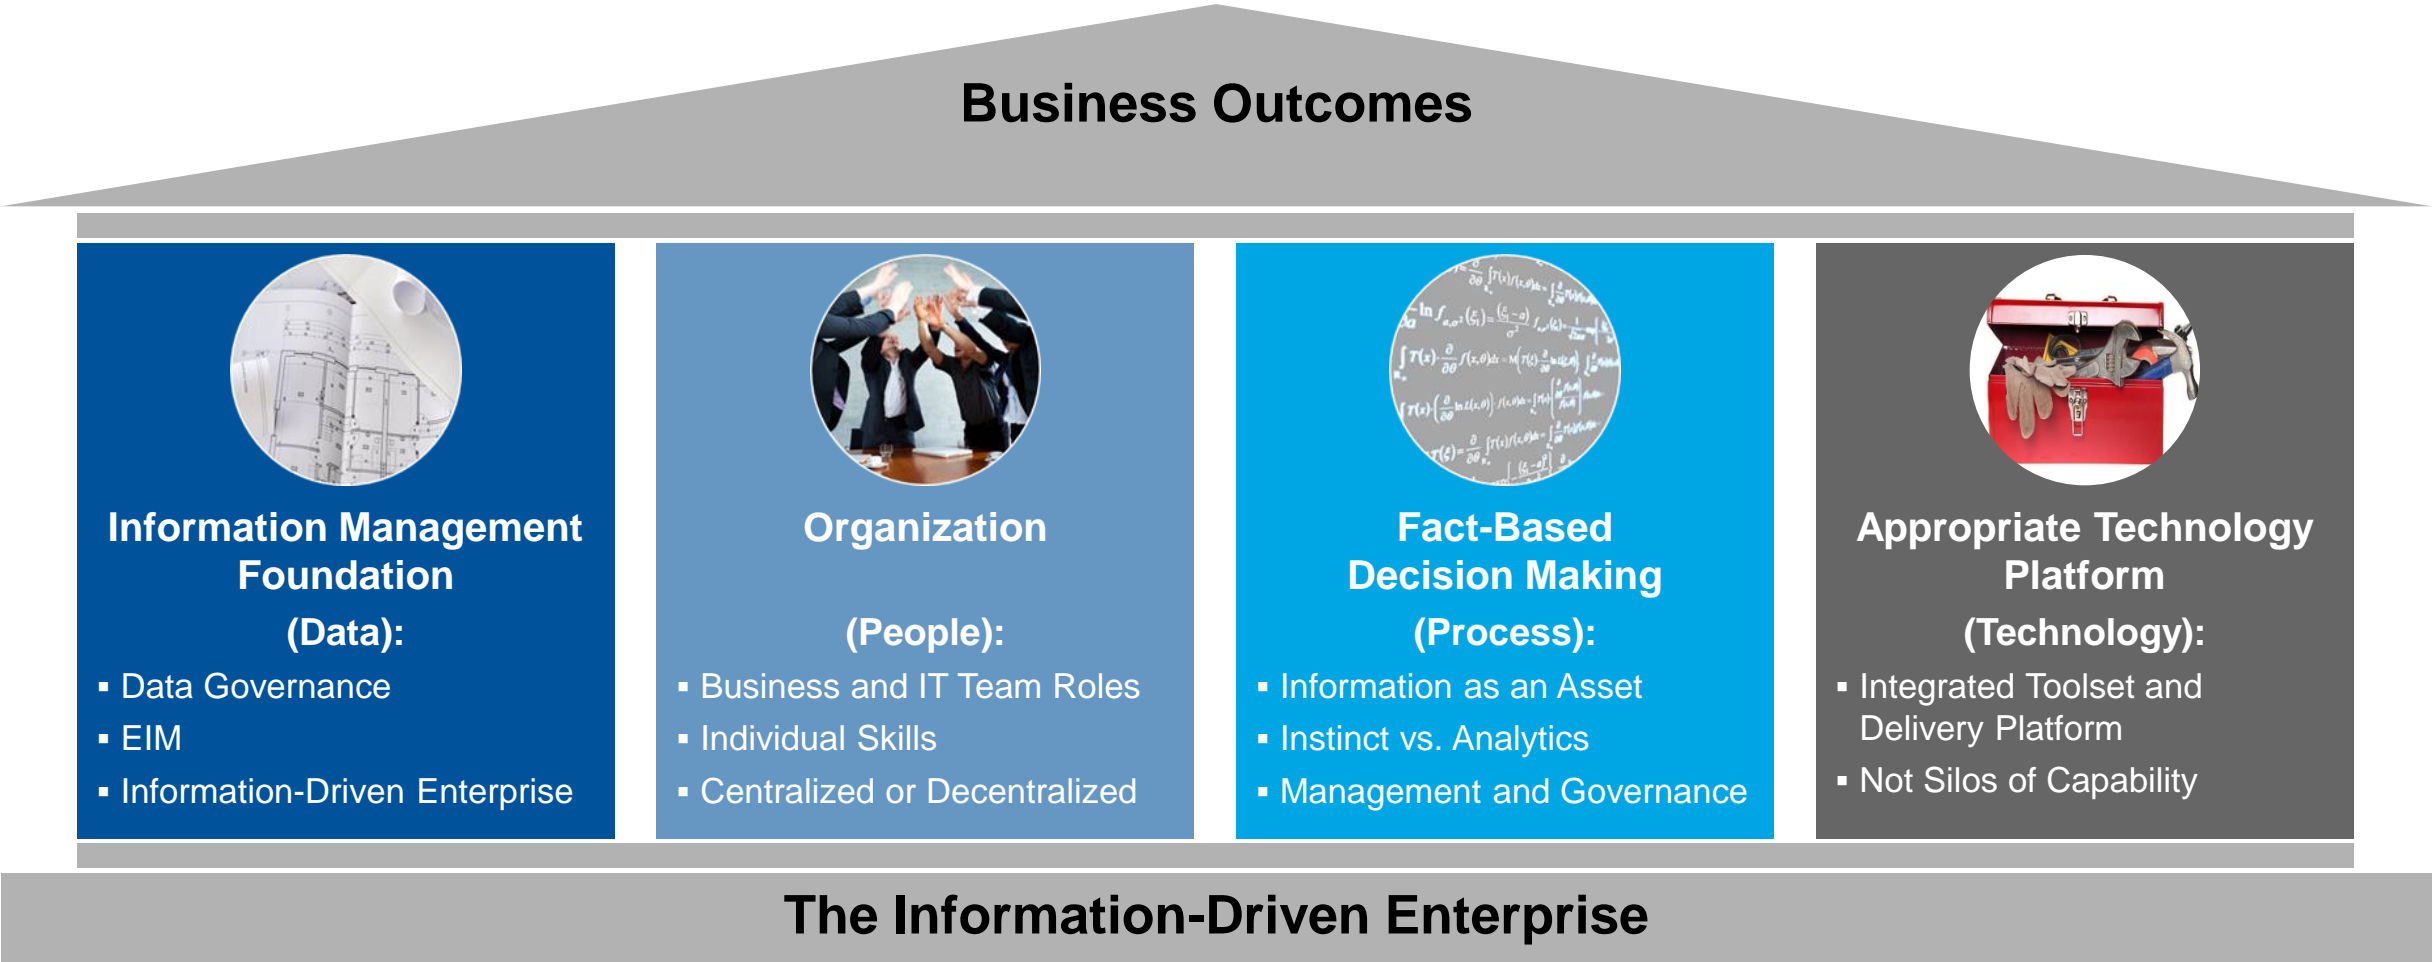 Business Outcomes
Information Management
Foundation
(Data):
▪ Data Governance
▪ EIM
▪ Information-Driven Enterprise
Organization
(People):
▪ Business and IT Team Roles
▪ Individual Skills
▪ Centralized or Decentralized
Fact-Based
Decision Making
(Process):
▪ Information as an Asset
▪ Instinct vs. Analytics
▪ Management and Governance
Appropriate Technology
Platform
(Technology):
▪ Integrated Toolset and
Delivery Platform
▪ Not Silos of Capability
The Information-Driven Enterprise